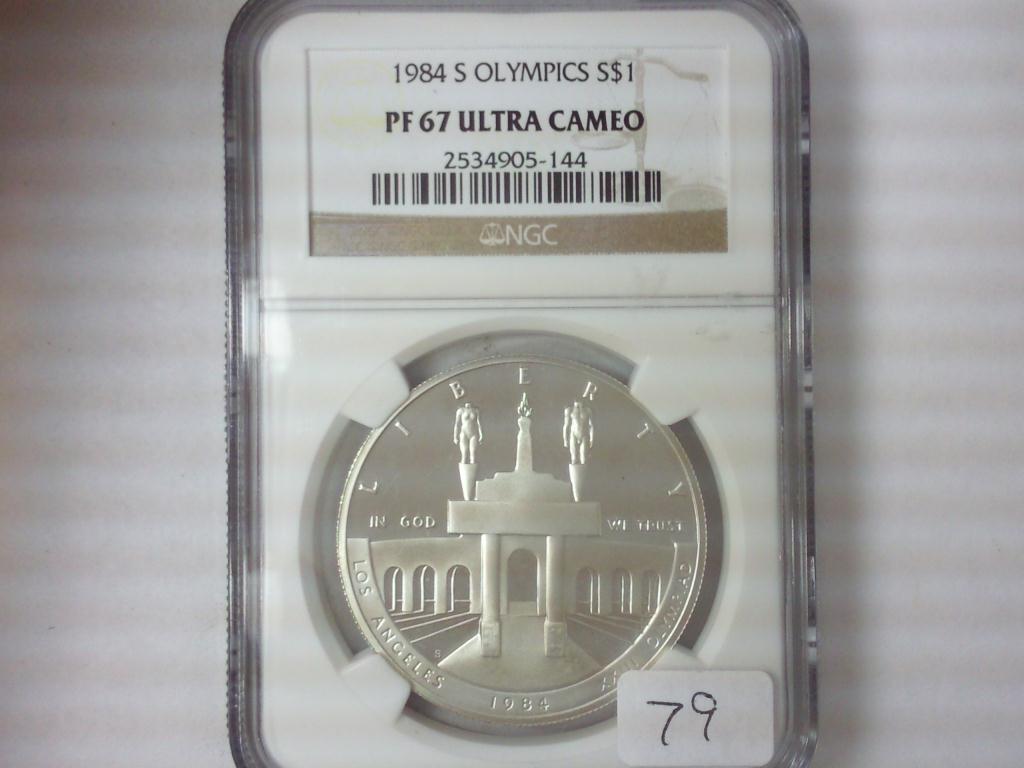 1984 S OLYMPICS S$1
PF 67 ULTRA CAMEO
2534905-144
NGC
LIBERTY
IN GOD WE TRUST
LOS ANGELES
XXIII OLYMPIAD
S
1984
79